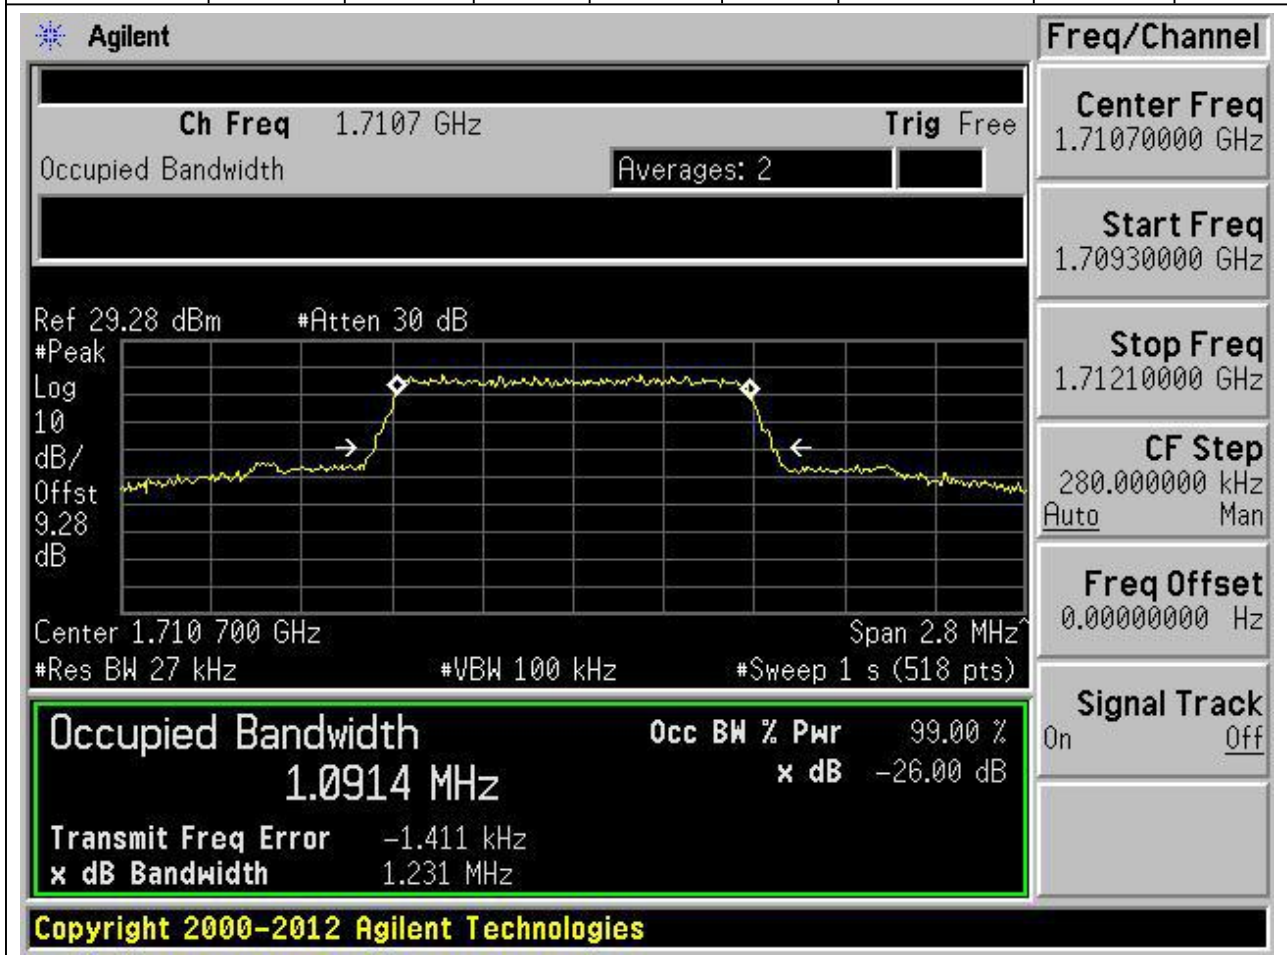 Agilent
Freq/Channel
Ch Freq 1.7107 GHz Trig Free
Occupied Bandwidth Averages: 2
Center Freq
1.71070000 GHz
Start Freq
1.70930000 GHz
Stop Freq
1.71210000 GHz
CF Step
280.000000 kHz
Auto Man
Freq Offset
0.00000000 Hz
Signal Track
On Off
Ref 29.28 dBm #Atten 30 dB
#Peak
Log
10
dB/
Offst
9.28
dB
Center 1.710 700 GHz Span 2.8 MHz^
#Res BW 27 kHz #VBW 100 kHz #Sweep 1 s (518 pts)
Occupied Bandwidth Occ BW % Pwr 99.00 %
1.0914 MHz x dB -26.00 dB
Transmit Freq Error -1.411 kHz
x dB Bandwidth 1.231 MHz
Copyright 2000-2012 Agilent Technologies